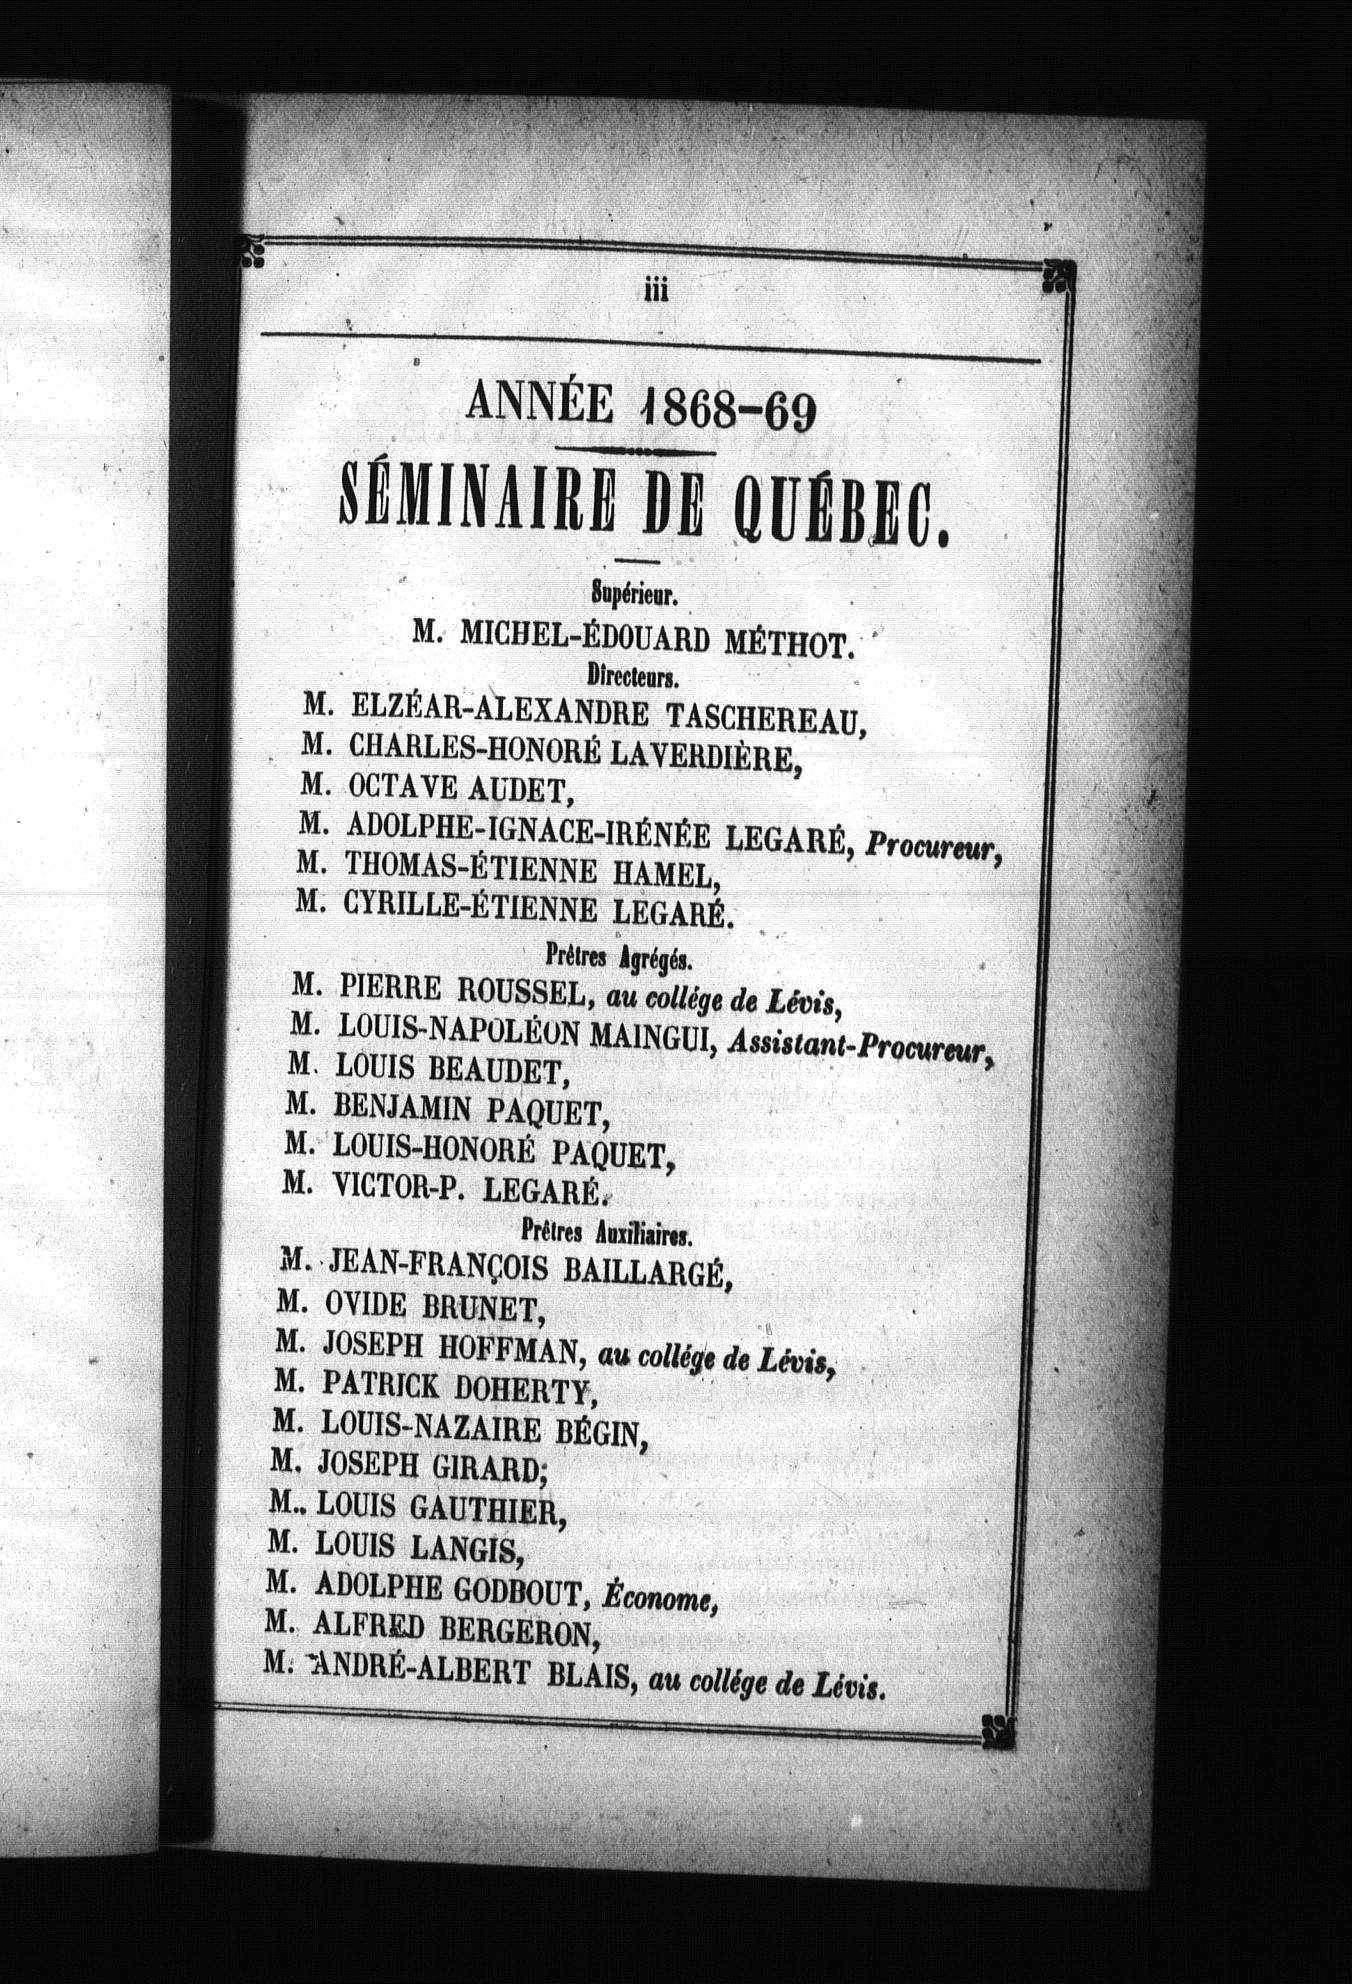 iii
ANNÉE 1868-69
SÉMINAIRE DE QUÉBEC.
Supérieur.
M. MICHEL-ÉDOUARD MÉTHOT.
Directeurs.
M. ELZÉAR-ALEXANDRE TASCHEREAU,
M. CHARLES-HONORÉ LAVERDIÈRE,
M. OCTAVE AUDET,
M. ADOLPHE-IGNACE-IRÉNÉE LEGARÉ, Procureur,
M. THOMAS-ÉTIENNE HAMEL,
M. CYRILLE-ÉTIENNE LEGARÉ.
Prêtres Agrégés.
M. PIERRE ROUSSEL, au collége de Lévis,
M. LOUIS-NAPOLÉON MAINGUI, Assistant-Procureur,
M. LOUIS BEAUDET,
M. BENJAMIN PAQUET,
M. LOUIS-HONORÉ PAQUET,
M. VICTOR-P. LEGARÉ.
Prêtres Auxiliaires.
M. JEAN-FRANÇOIS BAILLARGÉ,
M. OVIDE BRUNET,
M. JOSEPH HOFFMAN, au collége de Lévis,
M. PATRICK DOHERTY,
M. LOUIS-NAZAIRE BÉGIN,
M. JOSEPH GIRARD;
M.. LOUIS GAUTHIER,
M. LOUIS LANGIS,
M. ADOLPHE GODBOUT, Économe,
M. ALFRED BERGERON,
M. ANDRÉ-ALBERT BLAIS, au collége de Lévis.